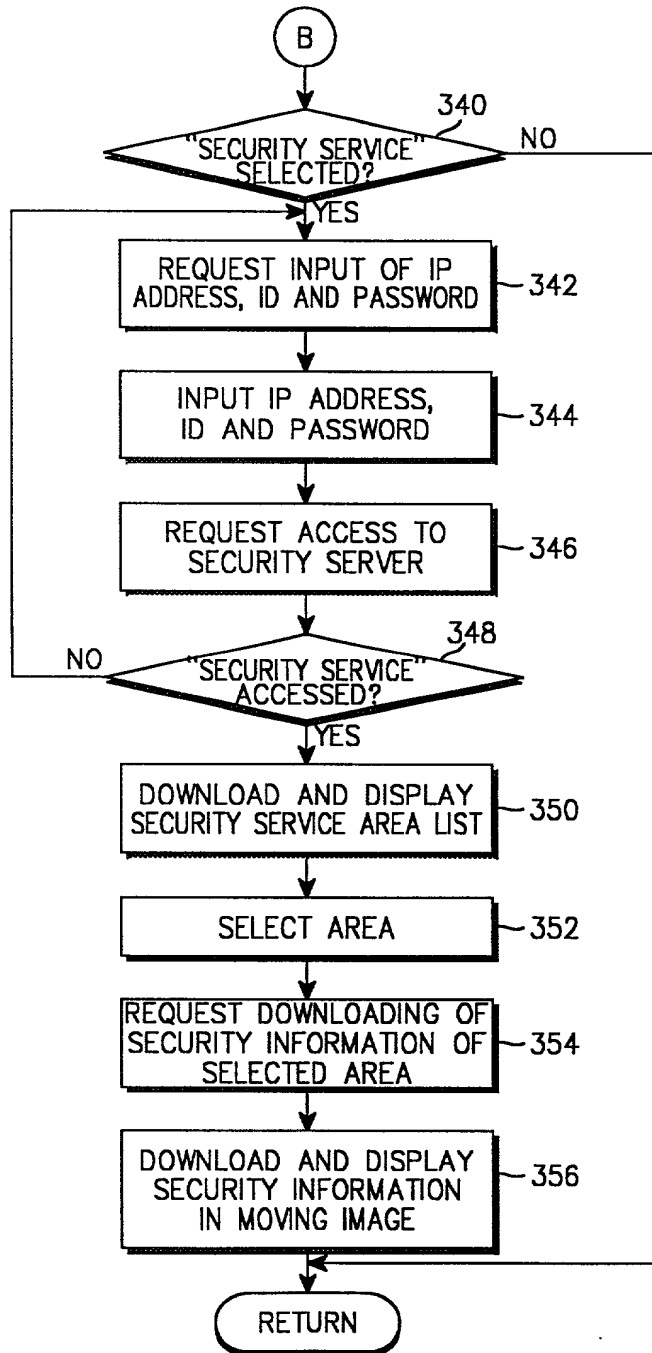 B
340
"SECURITY SERVICE"
SELECTED?
NO
YES
REQUEST INPUT OF IP
ADDRESS, ID AND PASSWORD
342
INPUT IP ADDRESS,
ID AND PASSWORD
344
REQUEST ACCESS TO
SECURITY SERVER
346
348
NO
"SECURITY SERVICE"
ACCESSED?
YES
DOWNLOAD AND DISPLAY
SECURITY SERVICE AREA LIST
350
SELECT AREA
352
REQUEST DOWNLOADING OF
SECURITY INFORMATION OF
SELECTED AREA
354
DOWNLOAD AND DISPLAY
SECURITY INFORMATION
IN MOVING IMAGE
356
RETURN